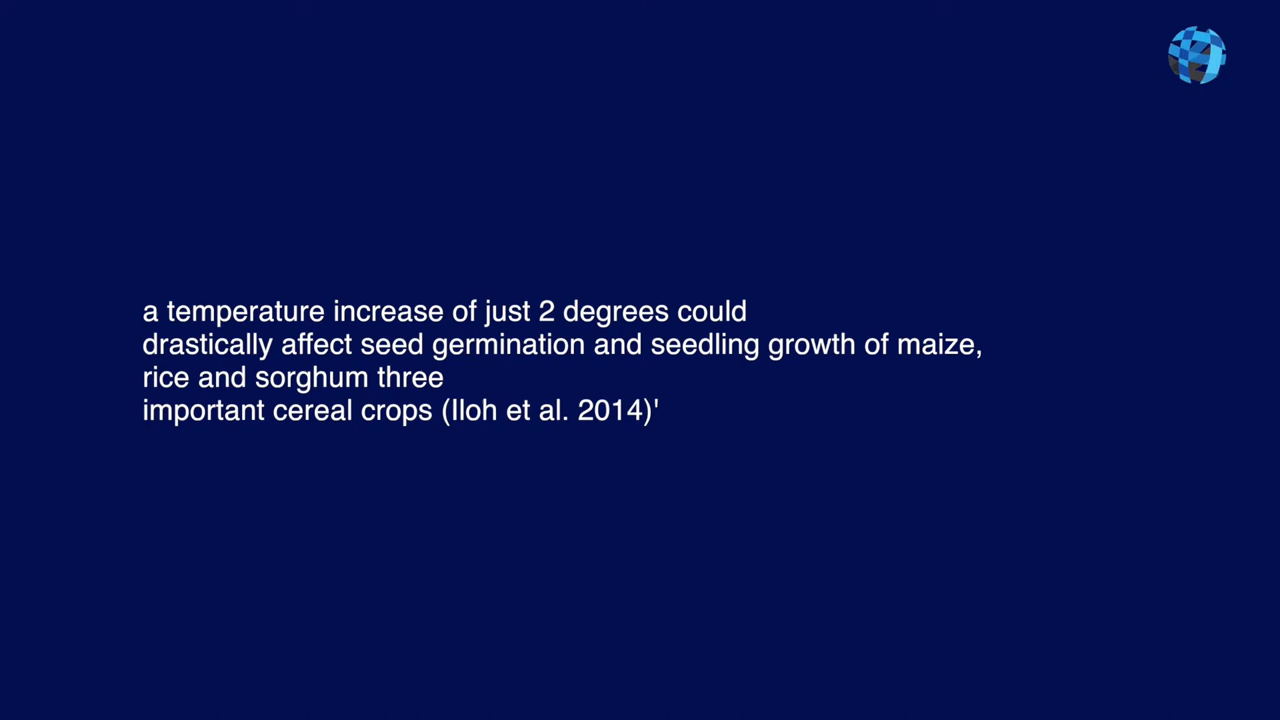 a temperature increase of just 2 degrees could
drastically affect seed germination and seedling growth of maize,
rice and sorghum three
important cereal crops (Iloh et al. 2014)'